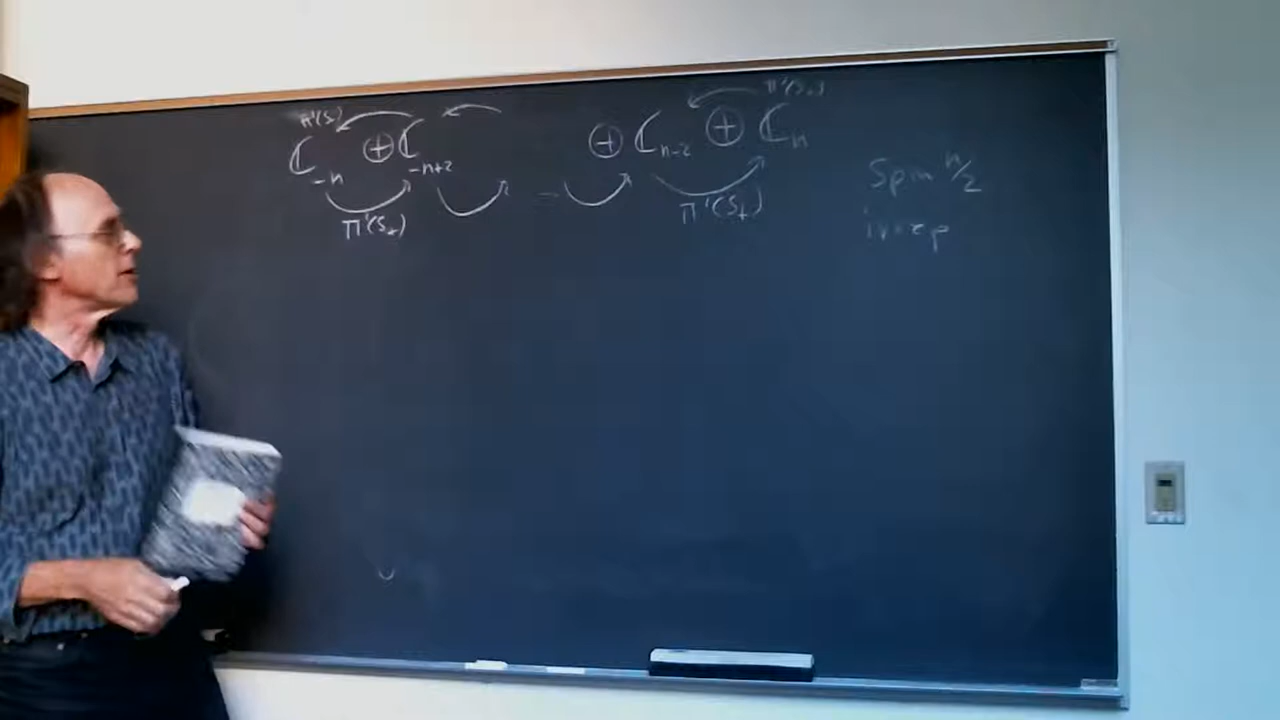 π'(S₋) π'(S₋)
ℂ₋ₙ ⊕ ℂ₋ₙ₊₂ - ⊕ ℂₙ₋₂ ⊕ ℂₙ
π'(S₊) π'(S₊)
Spin n/2
irrep